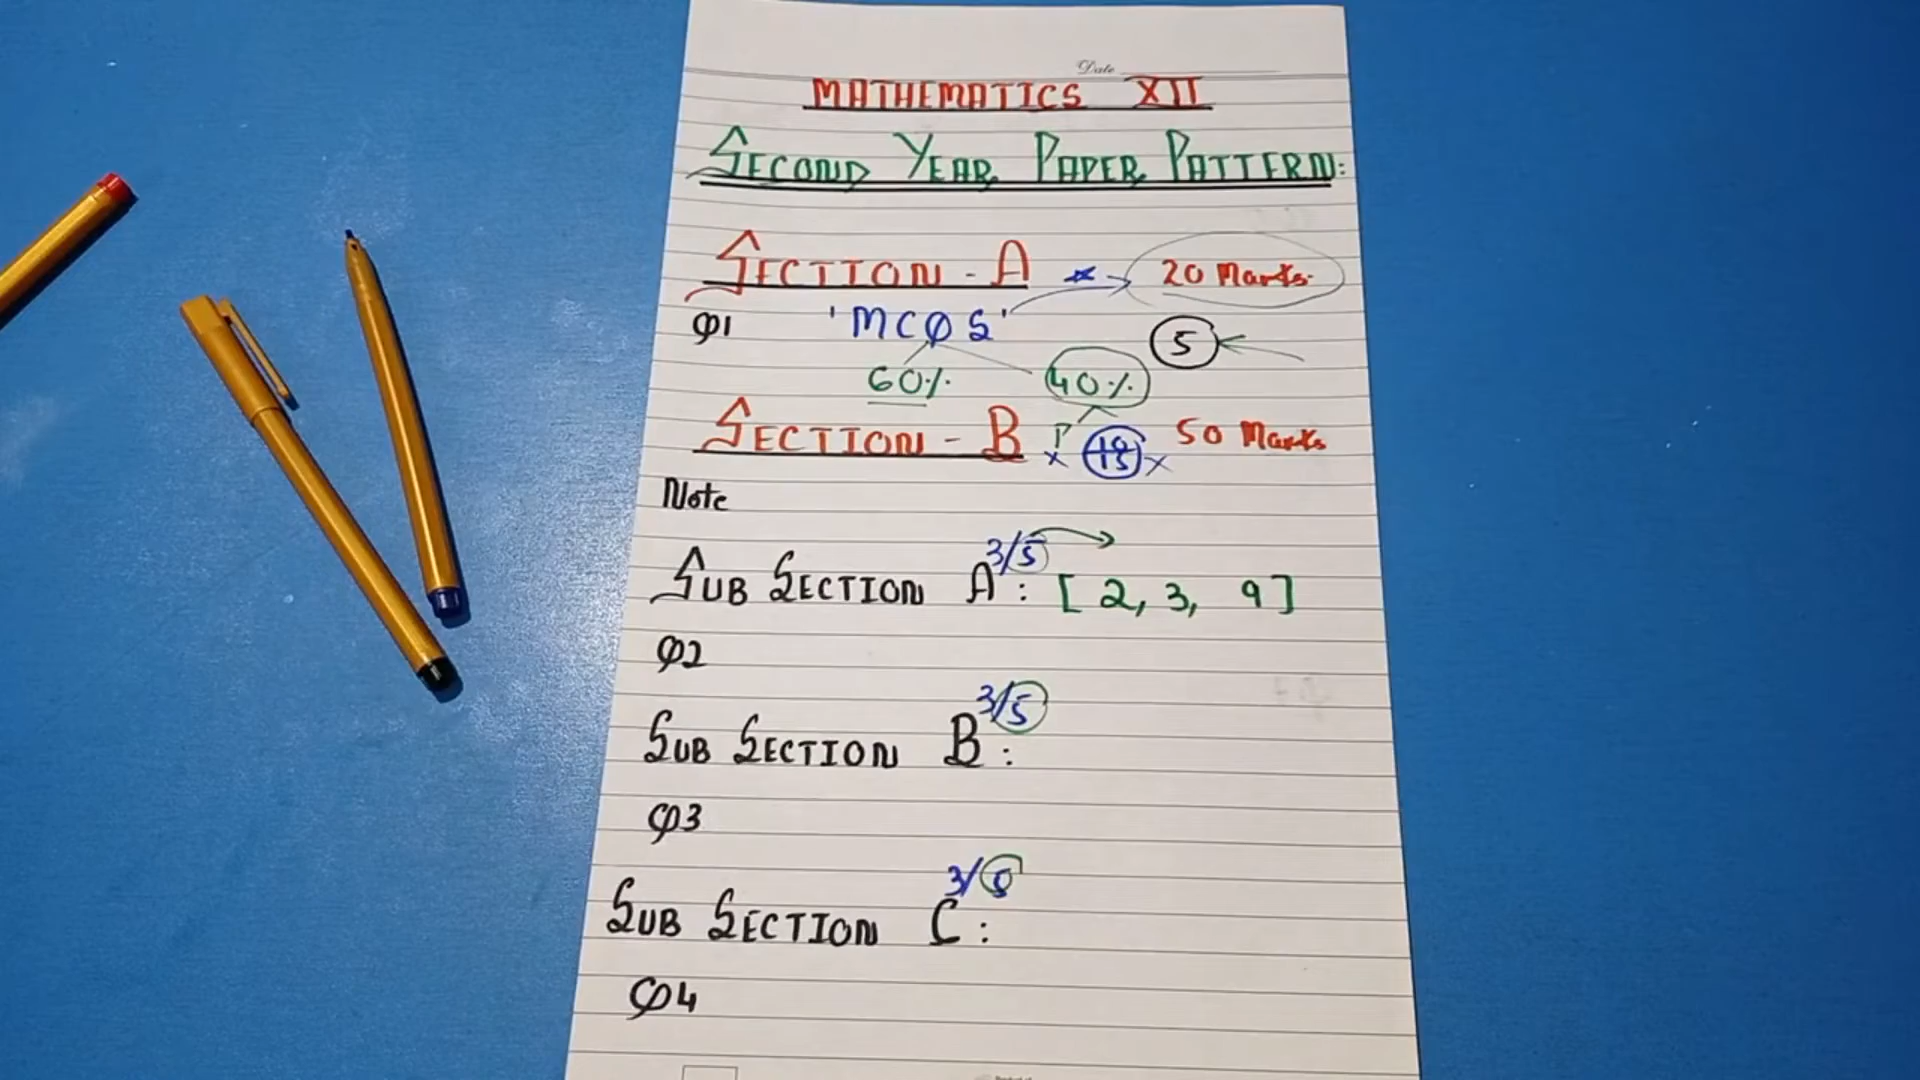 Date
MATHEMATICS XII
SECOND YEAR PAPER PATTERN:
SECTION - A 20 Marks
Q1 'MCQS' 5
60% 40%
SECTION - B 50 Marks
Note
3/5
SUB SECTION A: [2, 3, 9]
Q2
3/5
SUB SECTION B:
Q3
3/
SUB SECTION C:
Q4